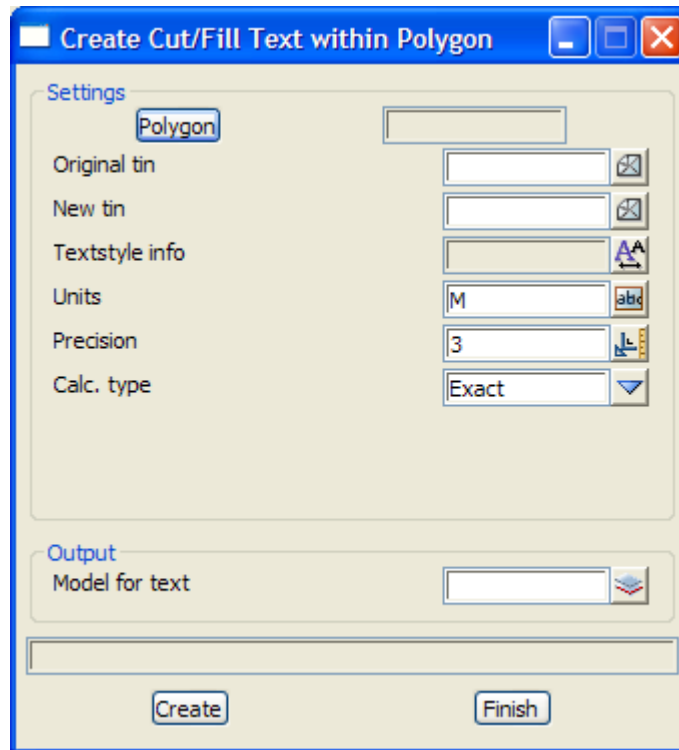 Create Cut/Fill Text within Polygon
Settings
Polygon
Original tin
New tin
Textstyle info
Units M abc
Precision 3
Calc. type Exact
Output
Model for text
Create Finish